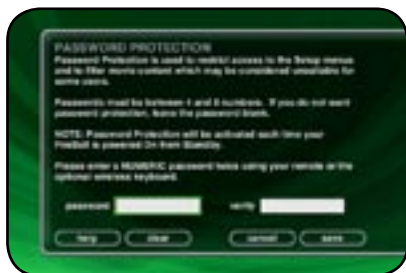 PASSWORD PROTECTION
Password Protection is used to restrict access to the Setup menus
and to filter movie content which may be considered unsuitable for
some users.
Passwords must be between 1 and 8 numbers. If you do not want
password protection, leave the password blank.
NOTE: Password Protection will be activated each time your
FireBall is powered On from Standby.
Please enter a NUMERIC password twice using your remote or the
optional wireless keyboard.
password verify
help clear cancel save